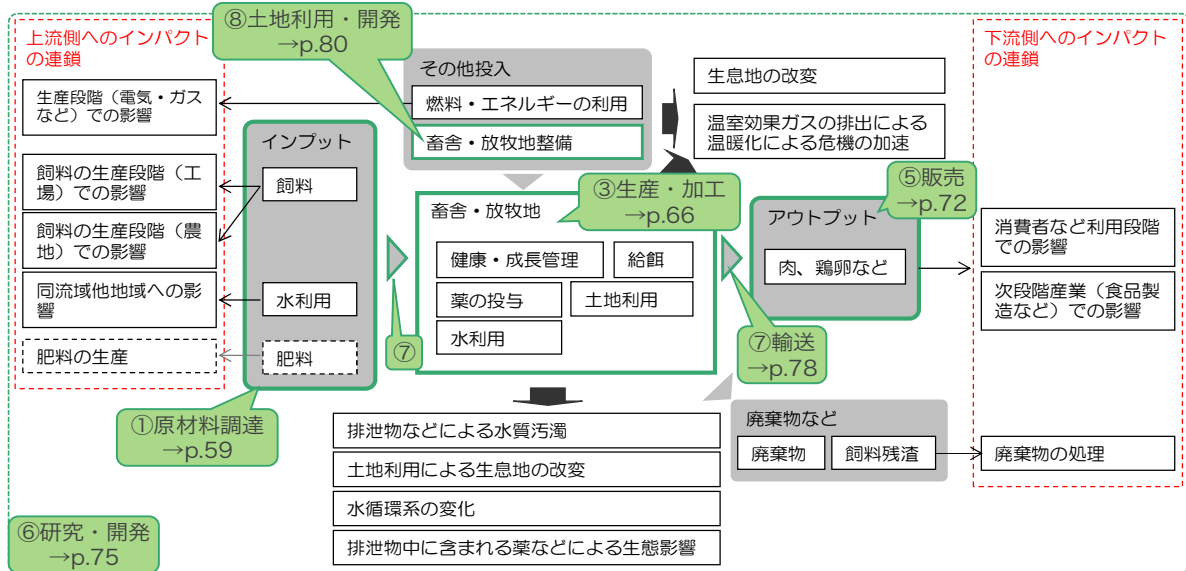 上流側へのインパクト
の連鎖
⑧土地利用・開発
→p.80
下流側へのインパクト
の連鎖
その他投入
燃料・エネルギーの利用
畜舎・放牧地整備
生息地の改変
温室効果ガスの排出による
温暖化による危機の加速
生産段階（電気・ガス
など）での影響
飼料の生産段階（工
場）での影響
飼料の生産段階（農
地）での影響
同流域他地域への影
響
肥料の生産
インプット
飼料
水利用
肥料
①原材料調達
→p.59
⑦
畜舎・放牧地
③生産・加工
→p.66
健康・成長管理
給餌
薬の投与
土地利用
水利用
アウトプット
⑤販売
→p.72
肉、鶏卵など
⑦輸送
→p.78
消費者など利用段階
での影響
次段階産業（食品製
造など）での影響
排泄物などによる水質汚濁
土地利用による生息地の改変
水循環系の変化
排泄物中に含まれる薬などによる生態影響
廃棄物など
廃棄物
飼料残渣
廃棄物の処理
⑥研究・開発
→p.75